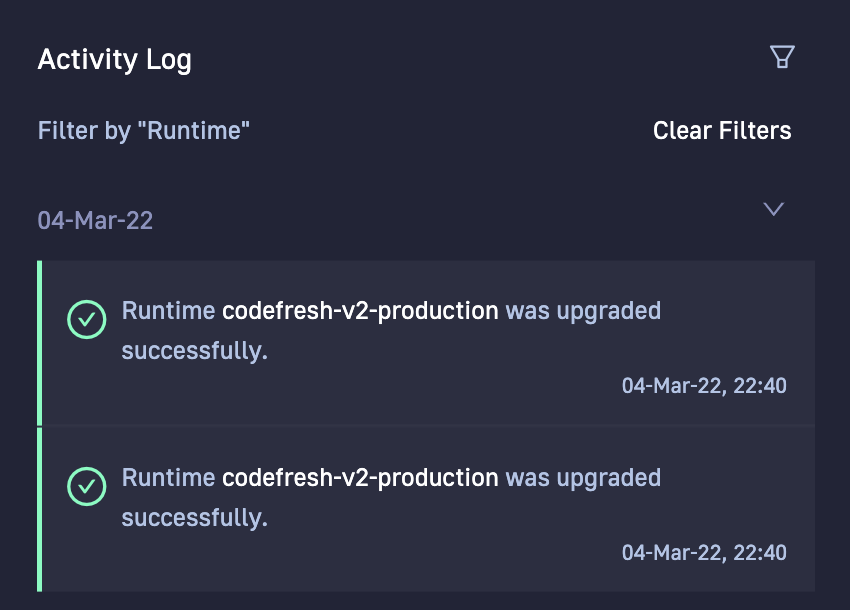 Activity Log
Filter by "Runtime"
Clear Filters
04-Mar-22
Runtime codefresh-v2-production was upgraded
successfully.
04-Mar-22, 22:40
Runtime codefresh-v2-production was upgraded
successfully.
04-Mar-22, 22:40